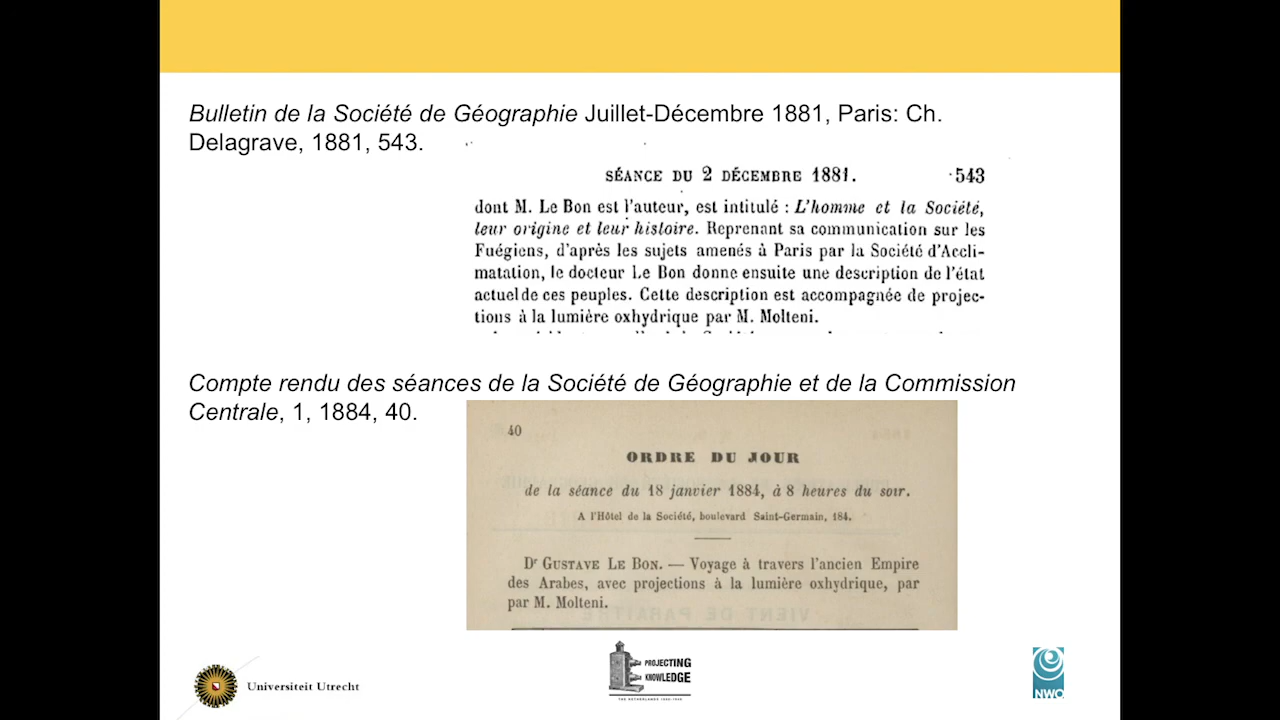 Bulletin de la Société de Géographie Juillet-Décembre 1881, Paris: Ch.
Delagrave, 1881, 543.
SÉANCE DU 2 DÉCEMBRE 1881. 543
dont M. Le Bon est l'auteur, est intitulé : L'homme et la Société,
leur origine et leur histoire. Reprenant sa communication sur les
Fuégiens, d'après les sujets amenés à Paris par la Société d'Accli-
matation, le docteur Le Bon donne ensuite une description de l'état
actuel de ces peuples. Cette description est accompagnée de projec-
tions à la lumière oxhydrique par M. Molteni.
Compte rendu des séances de la Société de Géographie et de la Commission
Centrale, 1, 1884, 40.
40
ORDRE DU JOUR
de la séance du 18 janvier 1884, à 8 heures du soir.
A l'Hôtel de la Société, boulevard Saint-Germain, 184.
Dr GUSTAVE LE BON. — Voyage à travers l'ancien Empire
des Arabes, avec projections à la lumière oxhydrique, par
par M. Molteni.
Universiteit Utrecht
PROJECTING
KNOWLEDGE
NWO